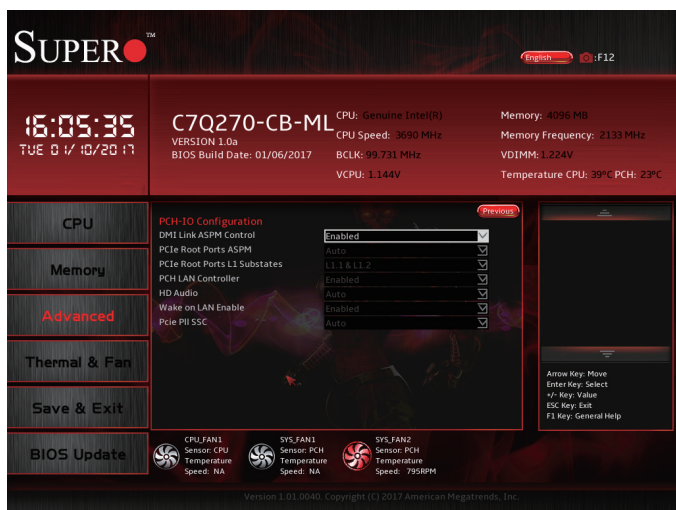 SUPER TM
English :F12
16:05:35
TUE 01/10/2017
C7Q270-CB-ML
VERSION 1.0a
BIOS Build Date: 01/06/2017
CPU: Genuine Intel(R)
CPU Speed: 3690 MHz
BCLK: 99.731 MHz
VCPU: 1.144V
Memory: 4096 MB
Memory Frequency: 2133 MHz
VDIMM: 1.224V
Temperature CPU: 39°C PCH: 23°C
CPU
Memory
Advanced
Thermal & Fan
Save & Exit
BIOS Update
Previous
PCH-IO Configuration
DMI Link ASPM Control Enabled
PCIe Root Ports ASPM Auto
PCIe Root Ports L1 Substates L1.1 & L1.2
PCH LAN Controller Enabled
HD Audio Auto
Wake on LAN Enable Enabled
Pcie Pll SSC Auto
Arrow Key: Move
Enter Key: Select
+/- Key: Value
ESC Key: Exit
F1 Key: General Help
CPU_FAN1
Sensor: CPU
Temperature
Speed: NA
SYS_FAN1
Sensor: PCH
Temperature
Speed: NA
SYS_FAN2
Sensor: PCH
Temperature
Speed: 795RPM
Version 1.01.0040. Copyright (C) 2017 American Megatrends, Inc.